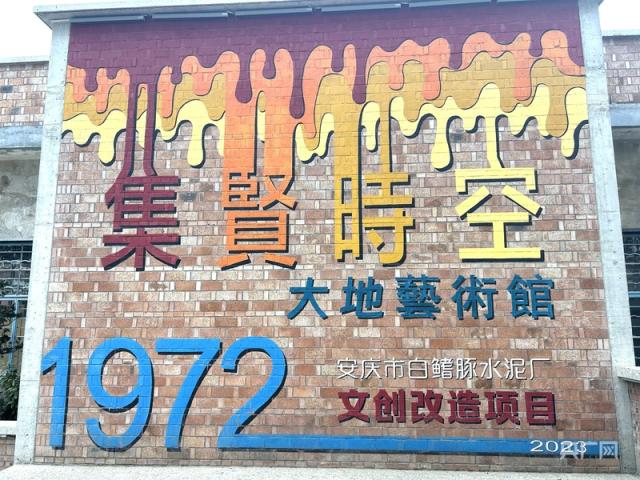 集賢時空
大地藝術館
1972
安庆市白鳍豚水泥厂
文创改造项目
2023